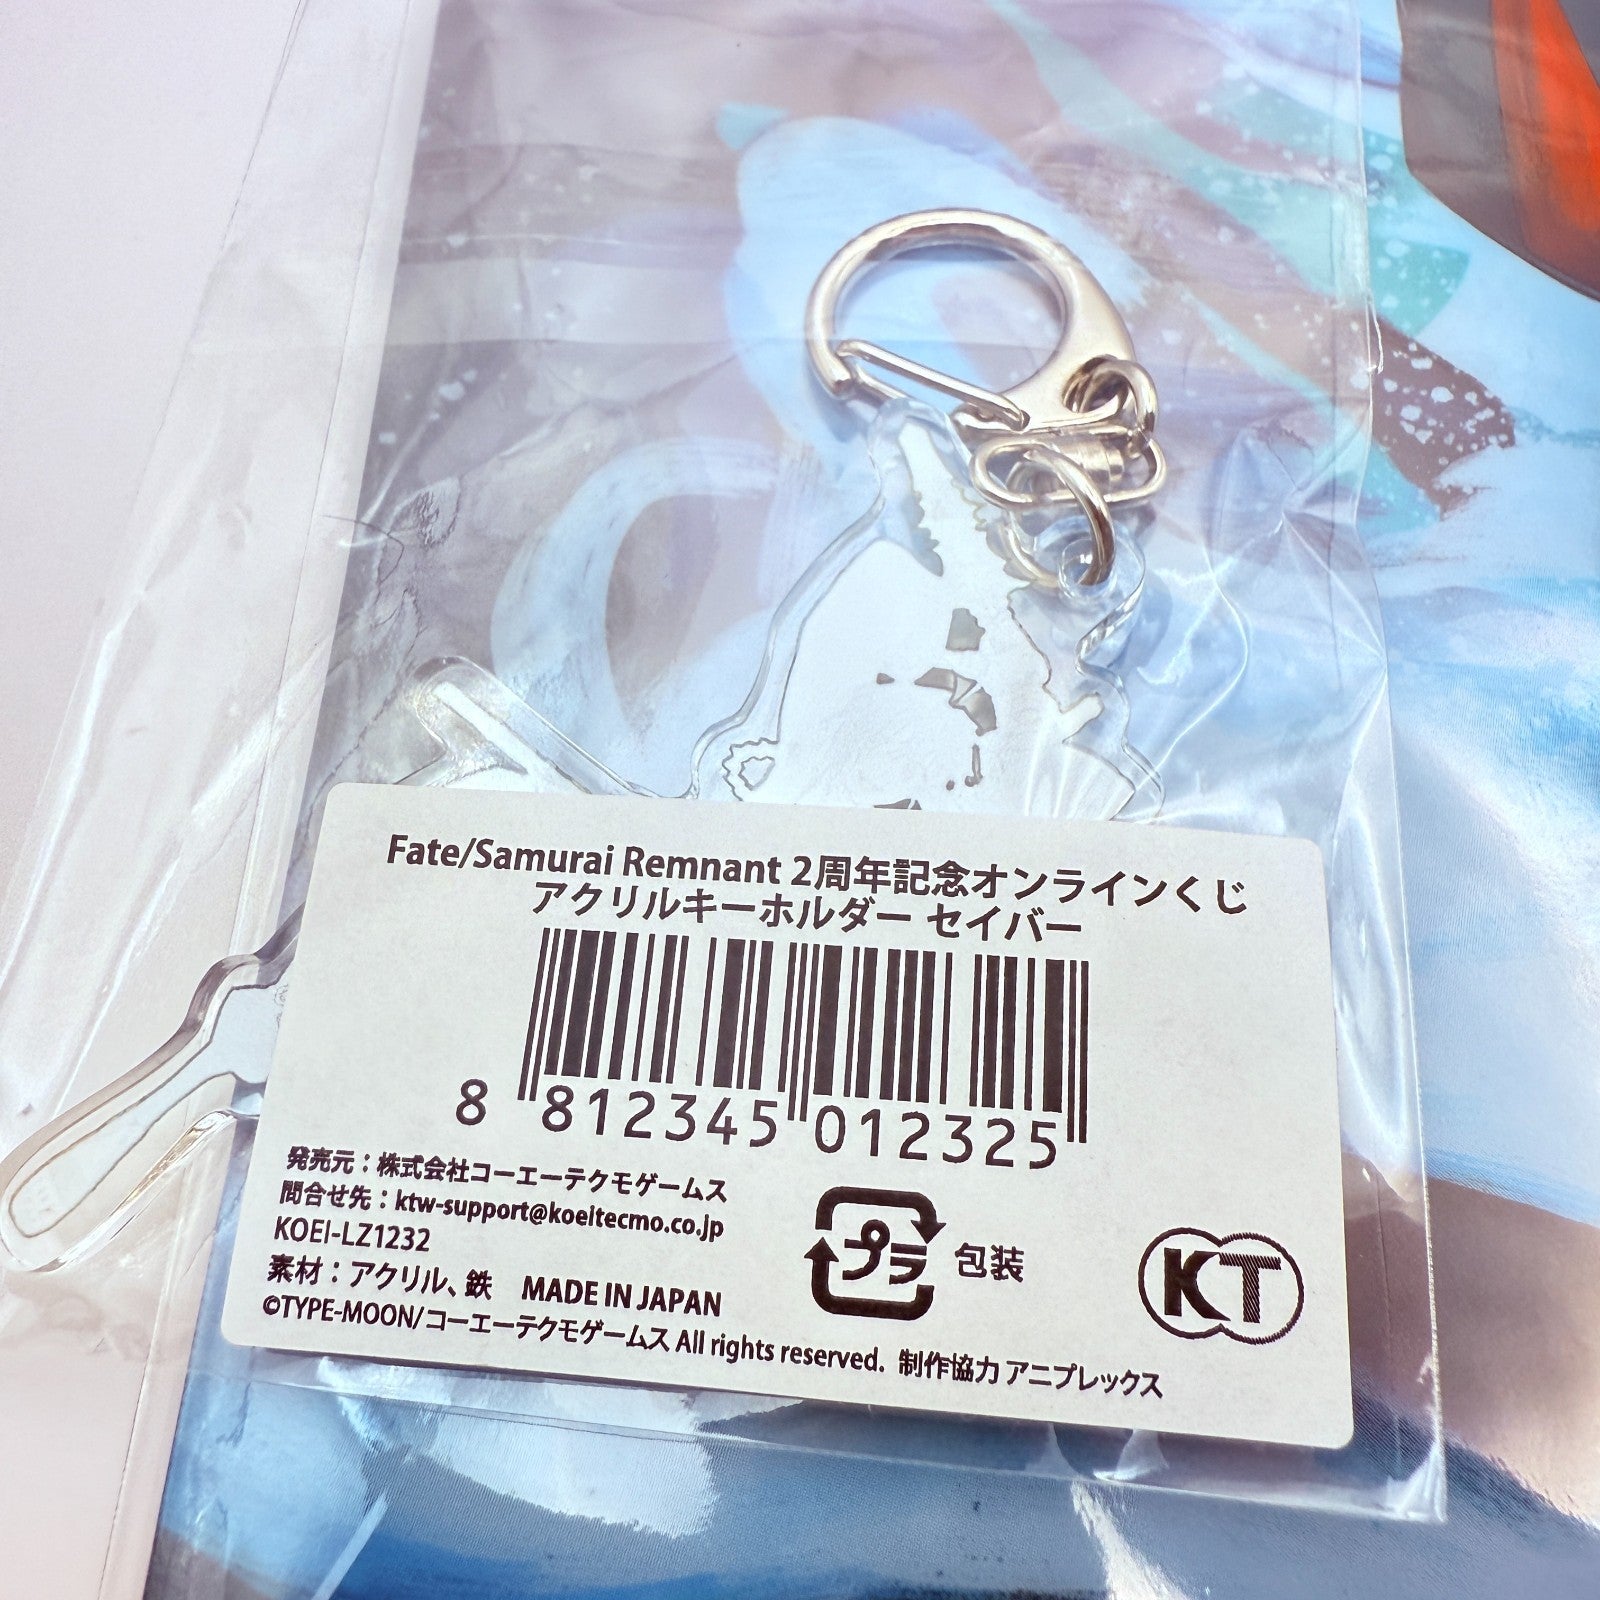 Fate/Samurai Remnant 2周年記念オンラインくじ
アクリルキーホルダー セイバー
8 812345 012325
発売元：株式会社コーエーテクモゲームス
問合せ先：ktw-support@koeitecmo.co.jp
KOEI-LZ1232
素材：アクリル、鉄 MADE IN JAPAN
プラ 包装
KT
©TYPE-MOON/コーエーテクモゲームス All rights reserved. 制作協力 アニプレックス